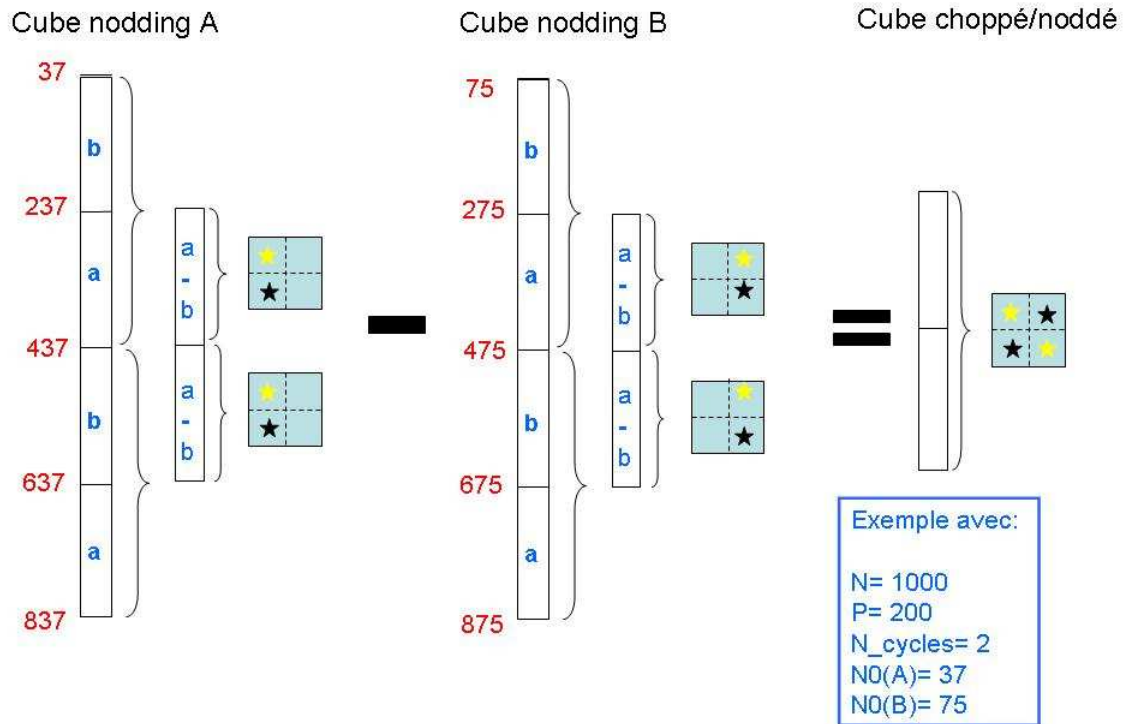 Cube nodding A
Cube nodding B
Cube choppé/noddé
37
b
237
a
437
b
637
a
837
a
-
b
a
-
b
75
b
275
a
475
b
675
a
875
a
-
b
a
-
b
Exemple avec:
N= 1000
P= 200
N_cycles= 2
N0(A)= 37
N0(B)= 75